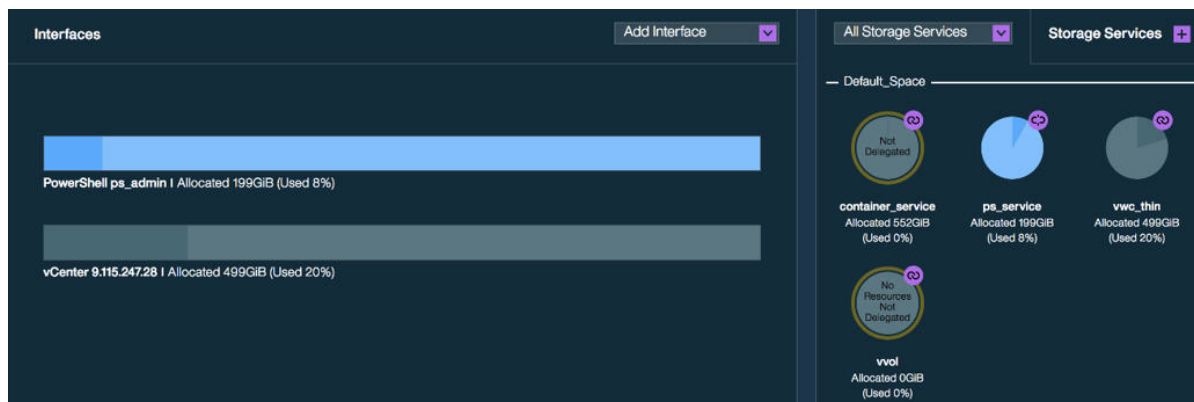 Interfaces
Add Interface
PowerShell ps_admin | Allocated 199GiB (Used 8%)
vCenter 9.115.247.28 | Allocated 499GiB (Used 20%)
All Storage Services
Storage Services +
Default_Space
Not
Delegated
container_service
Allocated 552GiB
(Used 0%)
ps_service
Allocated 199GiB
(Used 8%)
vwc_thin
Allocated 499GiB
(Used 20%)
No
Resources
Not
Delegated
vvol
Allocated 0GiB
(Used 0%)